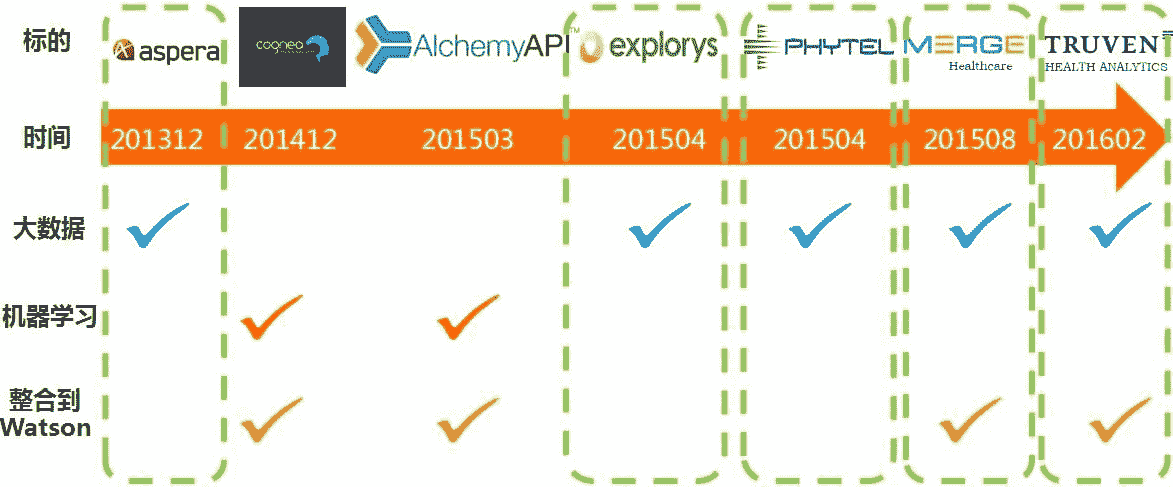 标的 aspera cognea AlchemyAPI™ explorys PHYTEL MERGE Healthcare TRUVEN HEALTH ANALYTICS
时间 201312 201412 201503 201504 201504 201508 201602
大数据
机器学习
整合到
Watson